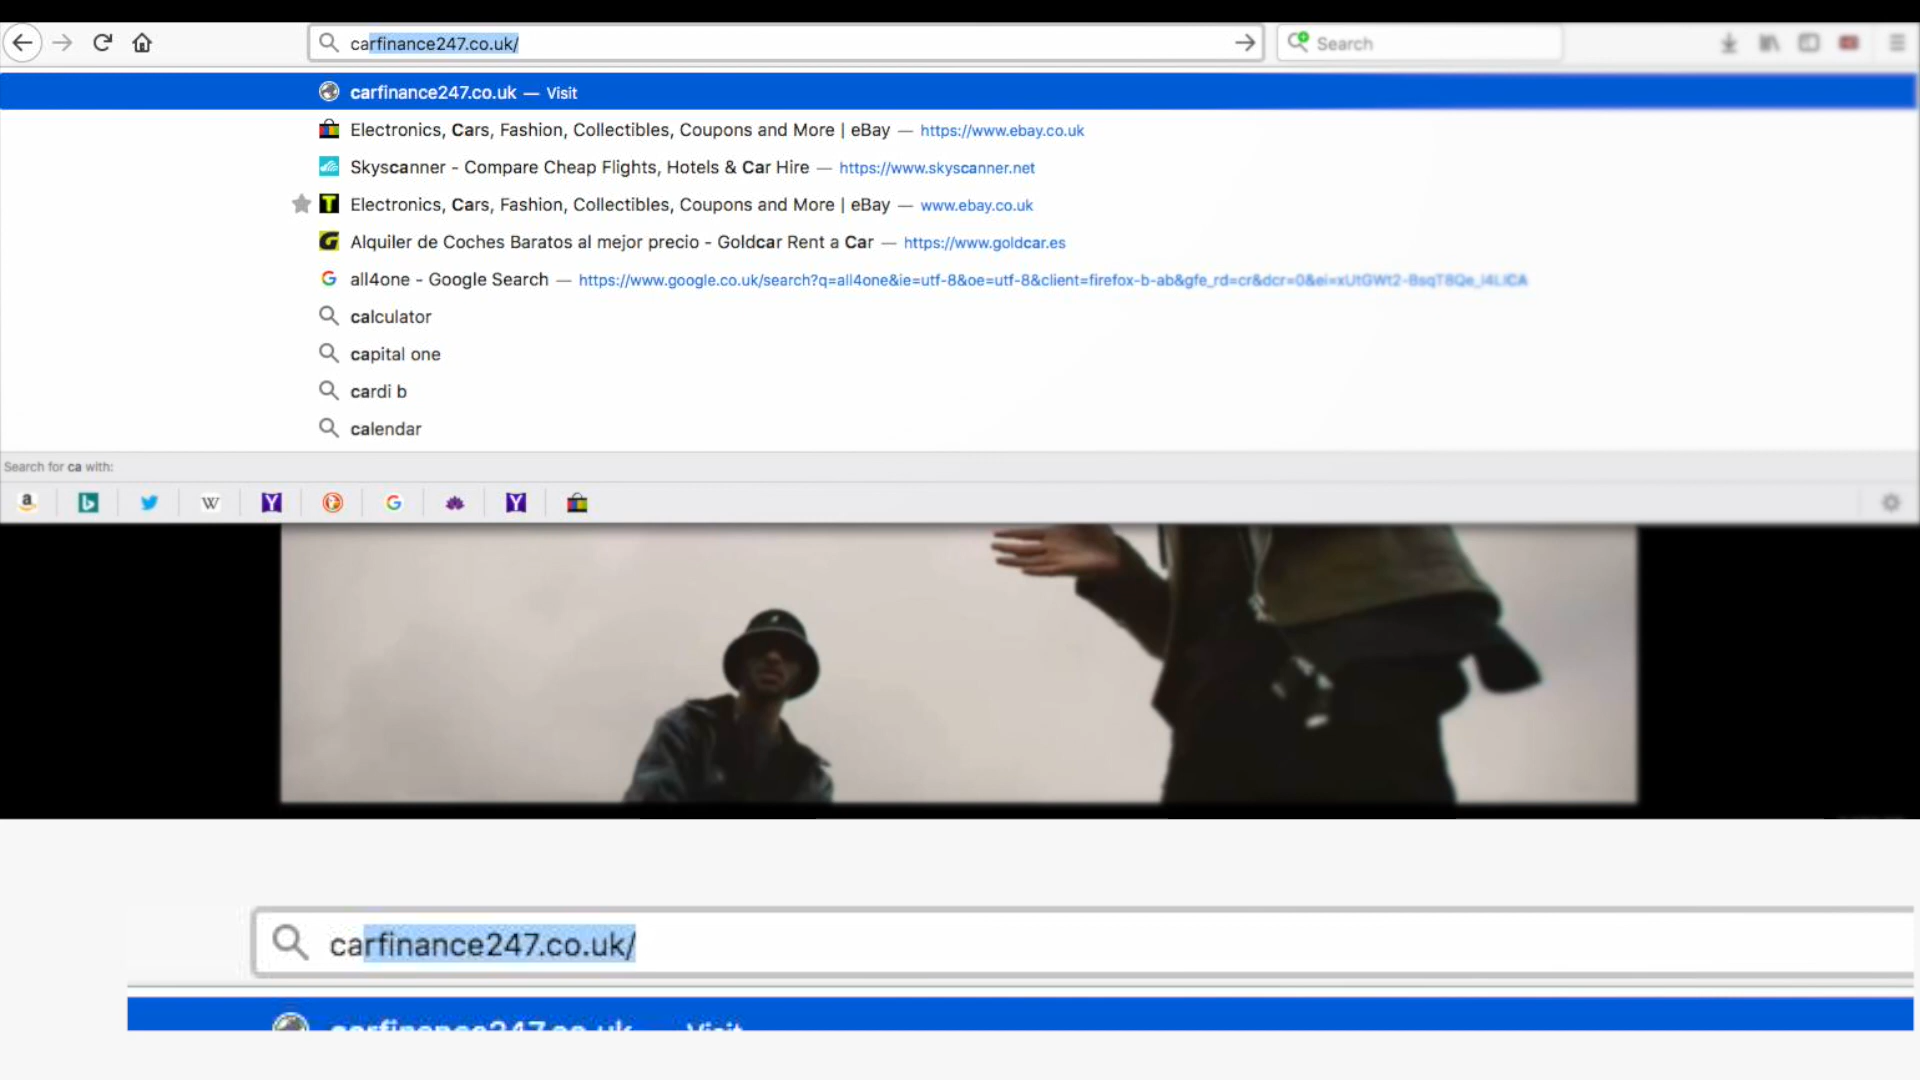 carfinance247.co.uk/
Search
carfinance247.co.uk — Visit
Electronics, Cars, Fashion, Collectibles, Coupons and More | eBay — https://www.ebay.co.uk
Skyscanner - Compare Cheap Flights, Hotels & Car Hire — https://www.skyscanner.net
Electronics, Cars, Fashion, Collectibles, Coupons and More | eBay — www.ebay.co.uk
Alquiler de Coches Baratos al mejor precio - Goldcar Rent a Car — https://www.goldcar.es
all4one - Google Search — https://www.google.co.uk/search?q=all4one&ie=utf-8&oe=utf-8&client=firefox-b-ab&gfe_rd=cr&dcr=0&ei=
calculator
capital one
cardi b
calendar
Search for ca with:
carfinance247.co.uk/
carfinance247.co.uk Visit